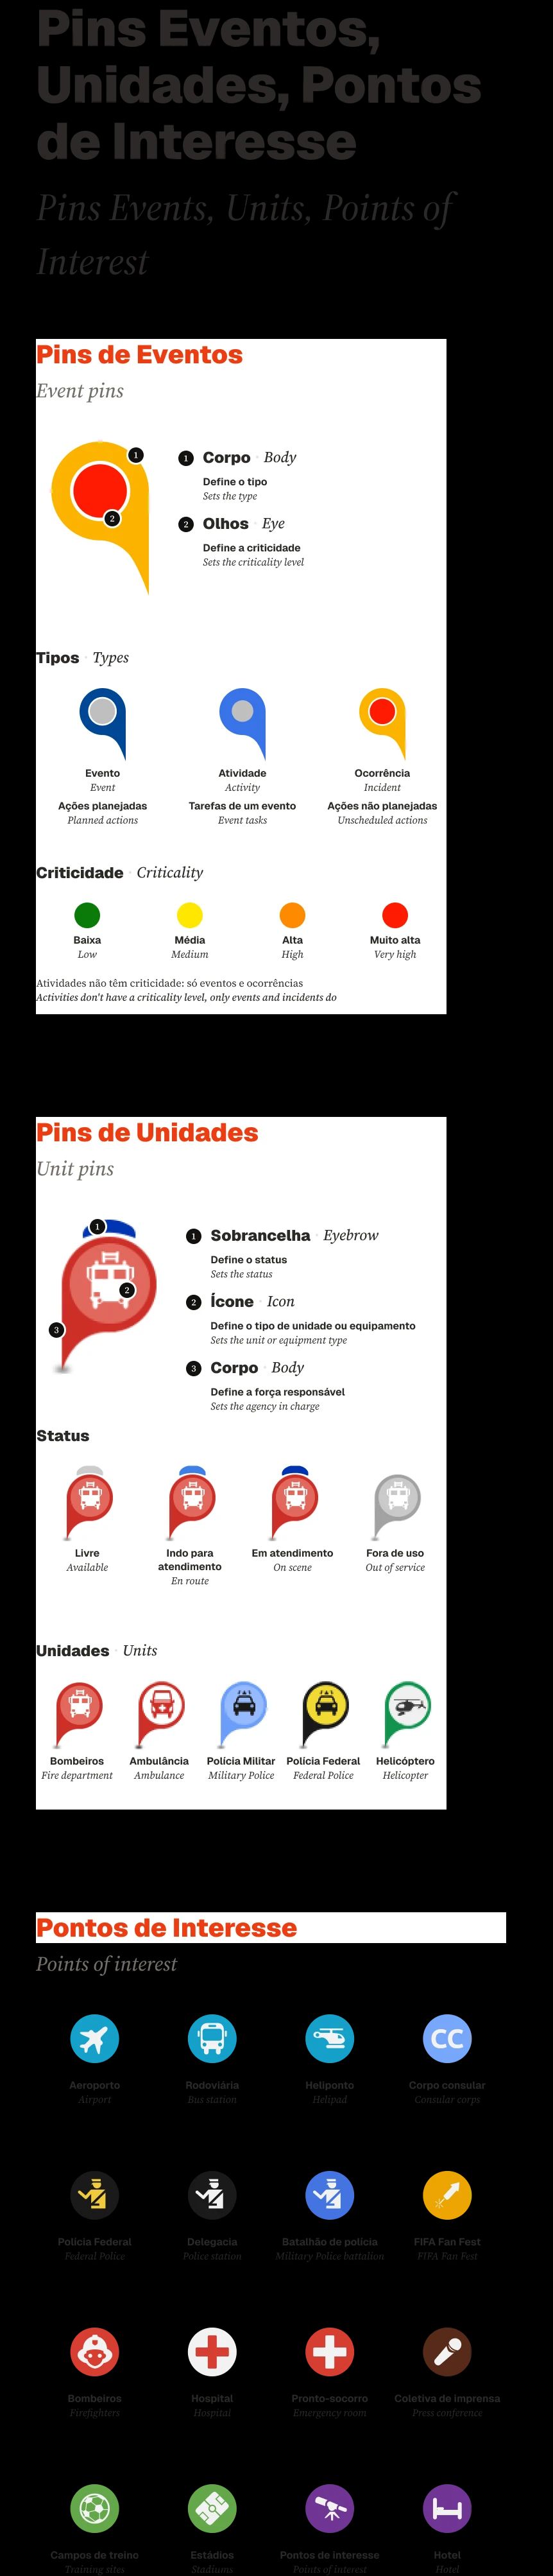 Pins Eventos,
Unidades, Pontos
de Interesse
Pins Events, Units, Points of
Interest
Pins de Eventos
Event pins
1
2
1 Corpo · Body
Define o tipo
Sets the type
2 Olhos · Eye
Define a criticidade
Sets the criticality level
Tipos · Types
Evento Atividade Ocorrência
Event Activity Incident
Ações planejadas Tarefas de um evento Ações não planejadas
Planned actions Event tasks Unscheduled actions
Criticidade · Criticality
Baixa Média Alta Muito alta
Low Medium High Very high
Atividades não têm criticidade: só eventos e ocorrências
Activities don't have a criticality level, only events and incidents do
Pins de Unidades
Unit pins
1
2
3
1 Sobrancelha · Eyebrow
Define o status
Sets the status
2 Ícone · Icon
Define o tipo de unidade ou equipamento
Sets the unit or equipment type
3 Corpo · Body
Define a força responsável
Sets the agency in charge
Status
Livre Indo para Em atendimento Fora de uso
Available atendimento On scene Out of service
En route
Unidades · Units
Bombeiros Ambulância Polícia Militar Polícia Federal Helicóptero
Fire department Ambulance Military Police Federal Police Helicopter
Pontos de Interesse
Points of interest
CC
Aeroporto Rodoviária Heliponto Corpo consular
Airport Bus station Helipad Consular corps
Polícia Federal Delegacia Batalhão de polícia FIFA Fan Fest
Federal Police Police station Military Police battalion FIFA Fan Fest
Bombeiros Hospital Pronto-socorro Coletiva de imprensa
Firefighters Hospital Emergency room Press conference
Campos de treino Estádios Pontos de interesse Hotel
Training sites Stadiums Points of interest Hotel